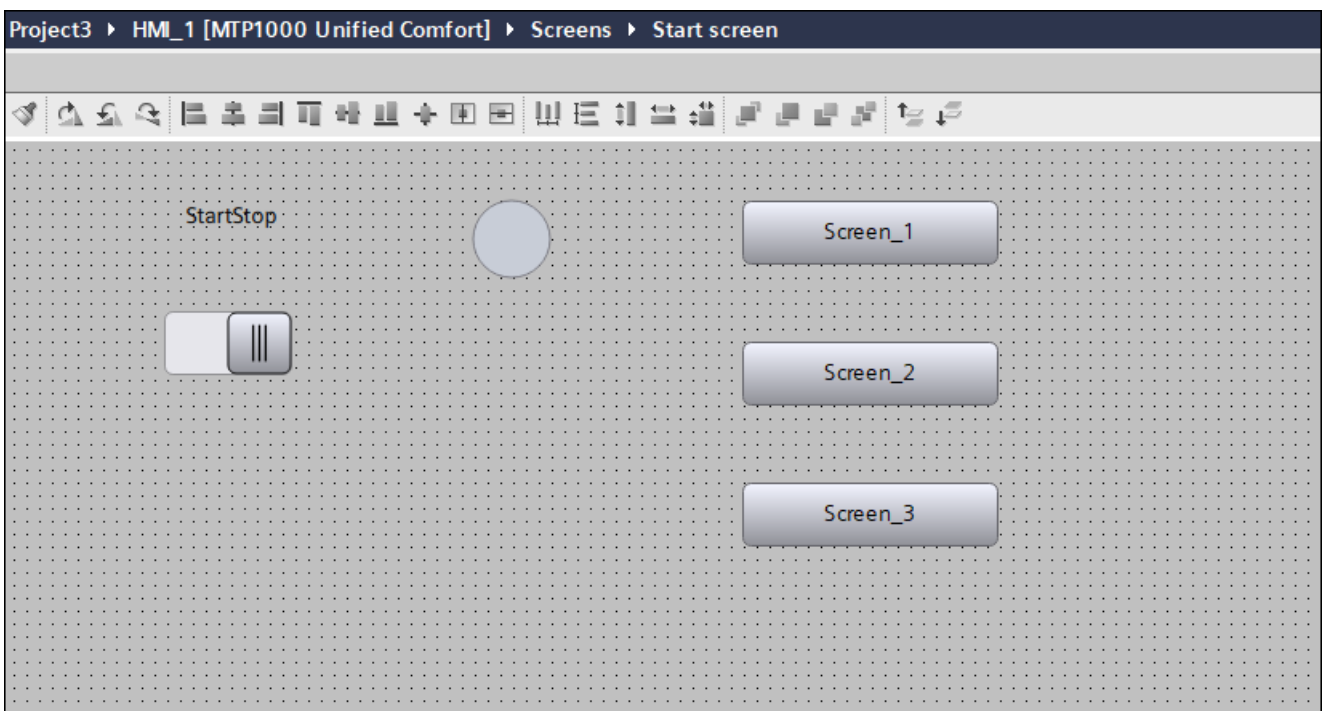 Project3 ▸ HMI_1 [MTP1000 Unified Comfort] ▸ Screens ▸ Start screen
StartStop
Screen_1
Screen_2
Screen_3